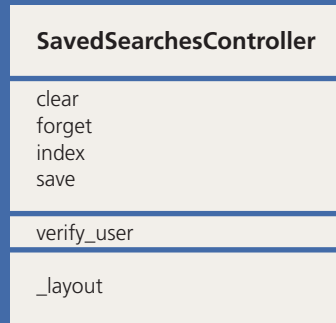 SavedSearchesController
clear
forget
index
save
verify_user
_layout